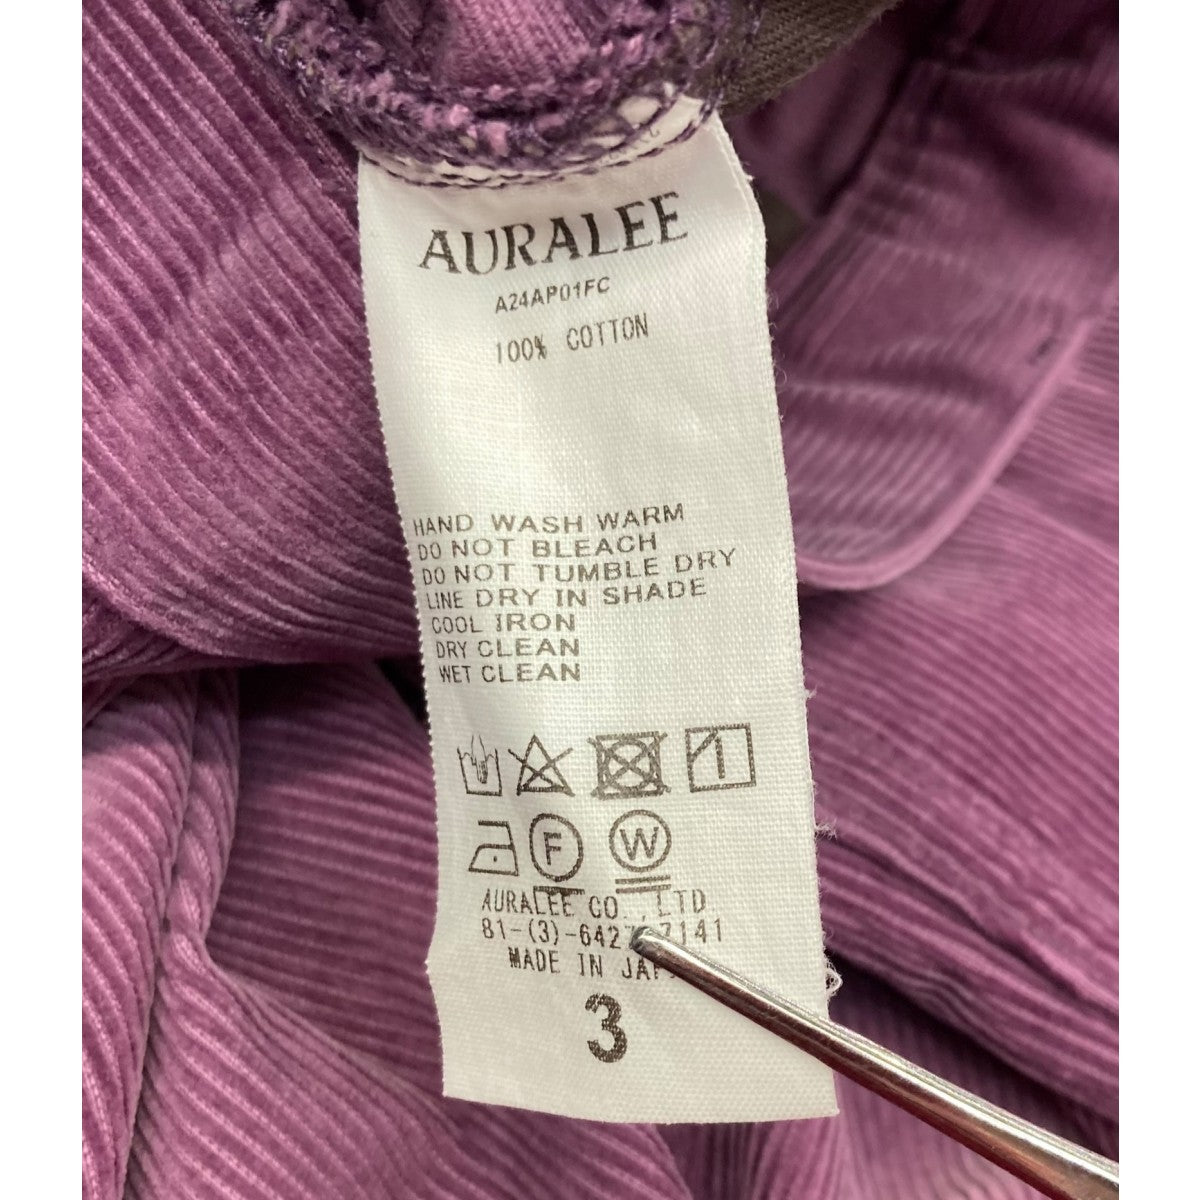 AURALEE
A24AP01FC
100% COTTON
HAND WASH WARM
DO NOT BLEACH
DO NOT TUMBLE DRY
LINE DRY IN SHADE
COOL IRON
DRY CLEAN
WET CLEAN
F W
AURALEE CO.,LTD
MADE IN
3